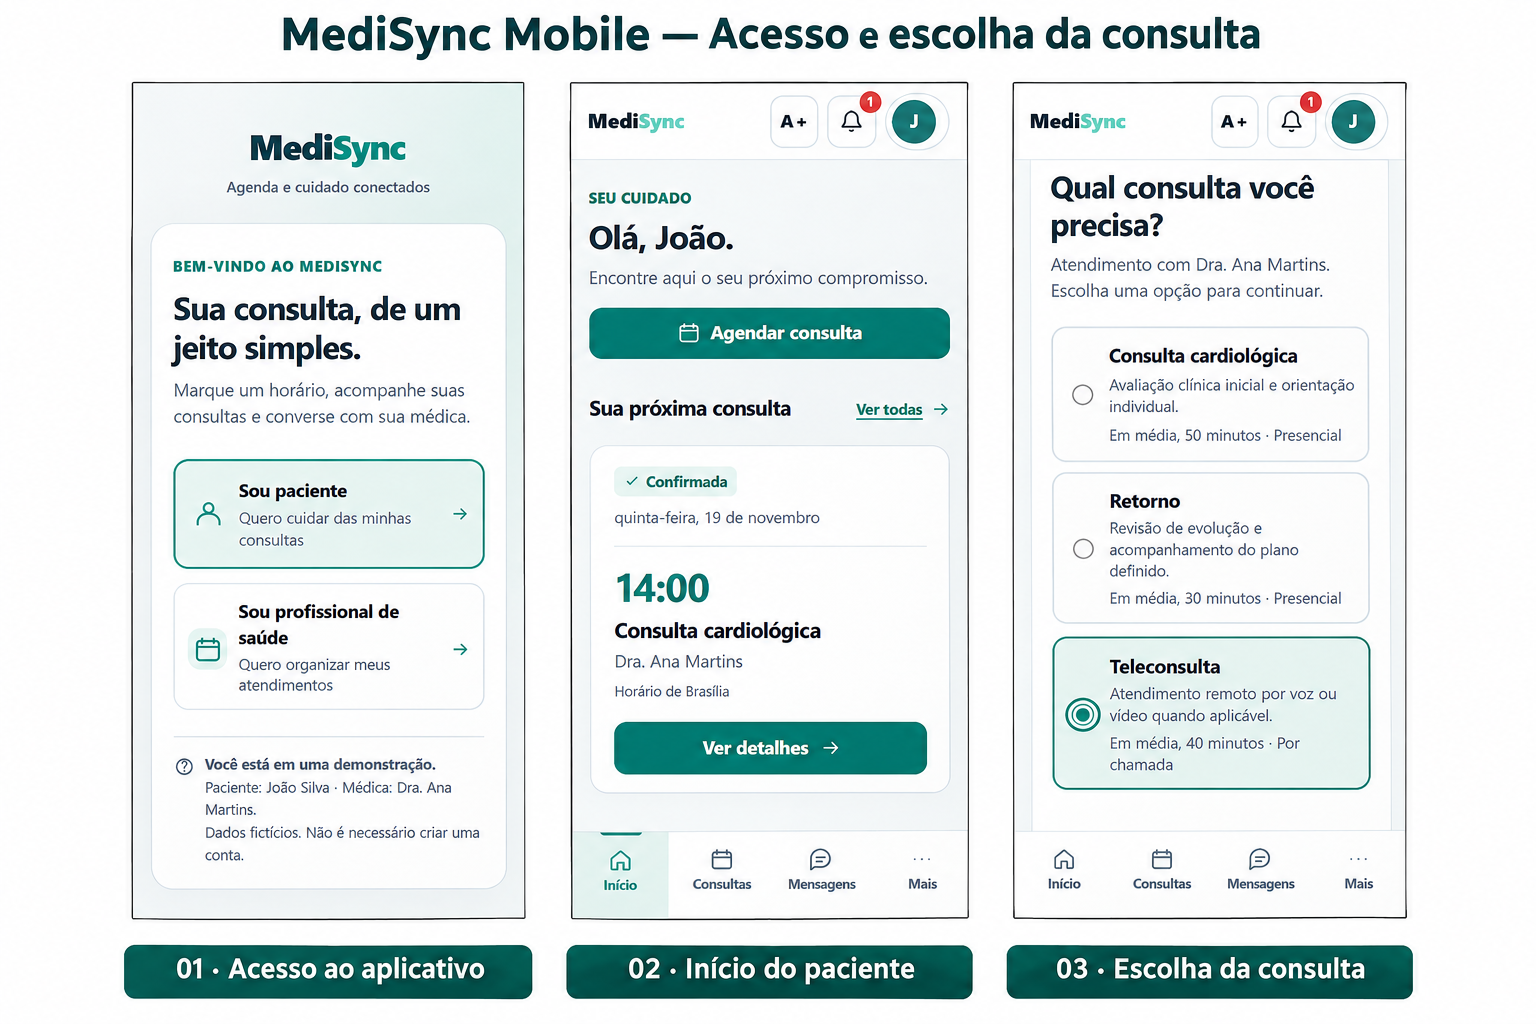 MediSync Mobile — Acesso e escolha da consulta
MediSync
Agenda e cuidado conectados
BEM-VINDO AO MEDISYNC
Sua consulta, de um
jeito simples.
Marque um horário, acompanhe suas
consultas e converse com sua médica.
Sou paciente
Quero cuidar das minhas
consultas
Sou profissional de
saúde
Quero organizar meus
atendimentos
Você está em uma demonstração.
Paciente: João Silva · Médica: Dra. Ana
Martins.
Dados fictícios. Não é necessário criar uma
conta.
01 · Acesso ao aplicativo
MediSync
A+
1
J
SEU CUIDADO
Olá, João.
Encontre aqui o seu próximo compromisso.
Agendar consulta
Sua próxima consulta
Ver todas
Confirmada
quinta-feira, 19 de novembro
14:00
Consulta cardiológica
Dra. Ana Martins
Horário de Brasília
Ver detalhes
Início
Consultas
Mensagens
Mais
02 · Início do paciente
MediSync
A+
1
J
Qual consulta você
precisa?
Atendimento com Dra. Ana Martins.
Escolha uma opção para continuar.
Consulta cardiológica
Avaliação clínica inicial e orientação
individual.
Em média, 50 minutos · Presencial
Retorno
Revisão de evolução e
acompanhamento do plano
definido.
Em média, 30 minutos · Presencial
Teleconsulta
Atendimento remoto por voz ou
vídeo quando aplicável.
Em média, 40 minutos · Por
chamada
Início
Consultas
Mensagens
Mais
03 · Escolha da consulta